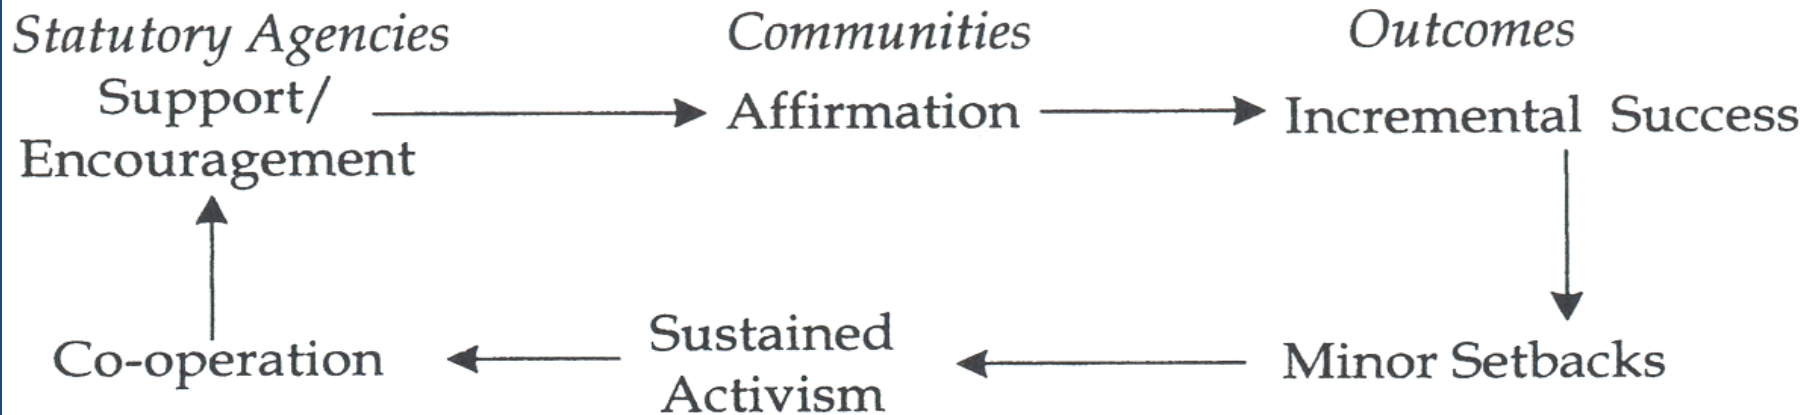 Statutory Agencies
Communities
Outcomes
Support/
Encouragement
Affirmation
Incremental Success
Co-operation
Sustained
Activism
Minor Setbacks